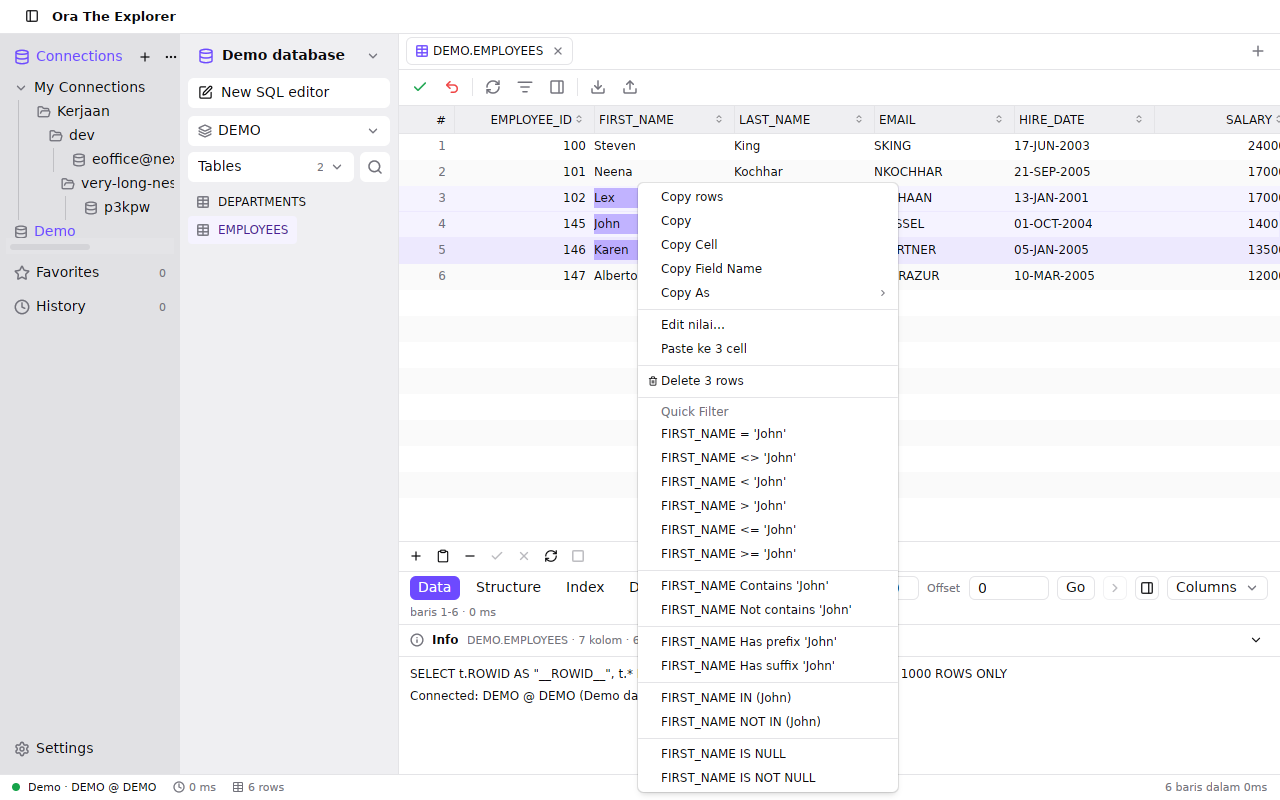 Ora The Explorer
Connections
My Connections
Kerjaan
dev
eoffice@nex
very-long-nes
p3kpw
Demo
Favorites 0
History 0
Settings
Demo database
New SQL editor
DEMO
Tables 2
DEPARTMENTS
EMPLOYEES
DEMO.EMPLOYEES
# EMPLOYEE_ID FIRST_NAME LAST_NAME EMAIL HIRE_DATE SALARY
1 100 Steven King SKING 17-JUN-2003 2400
2 101 Neena Kochhar NKOCHHAR 21-SEP-2005 1700
3 102 Lex HAAN 13-JAN-2001 1700
4 145 John SSEL 01-OCT-2004 1400
5 146 Karen RTNER 05-JAN-2005 1350
6 147 Alberto RAZUR 10-MAR-2005 1200
Copy rows
Copy
Copy Cell
Copy Field Name
Copy As
Edit nilai...
Paste ke 3 cell
Delete 3 rows
Quick Filter
FIRST_NAME = 'John'
FIRST_NAME <> 'John'
FIRST_NAME < 'John'
FIRST_NAME > 'John'
FIRST_NAME <= 'John'
FIRST_NAME >= 'John'
FIRST_NAME Contains 'John'
FIRST_NAME Not contains 'John'
FIRST_NAME Has prefix 'John'
FIRST_NAME Has suffix 'John'
FIRST_NAME IN (John)
FIRST_NAME NOT IN (John)
FIRST_NAME IS NULL
FIRST_NAME IS NOT NULL
Data Structure Index D Offset 0 Go Columns
baris 1-6 · 0 ms
Info DEMO.EMPLOYEES · 7 kolom · 6
SELECT t.ROWID AS "__ROWID__", t.* 1000 ROWS ONLY
Connected: DEMO @ DEMO (Demo da
Demo · DEMO @ DEMO 0 ms 6 rows 6 baris dalam 0ms